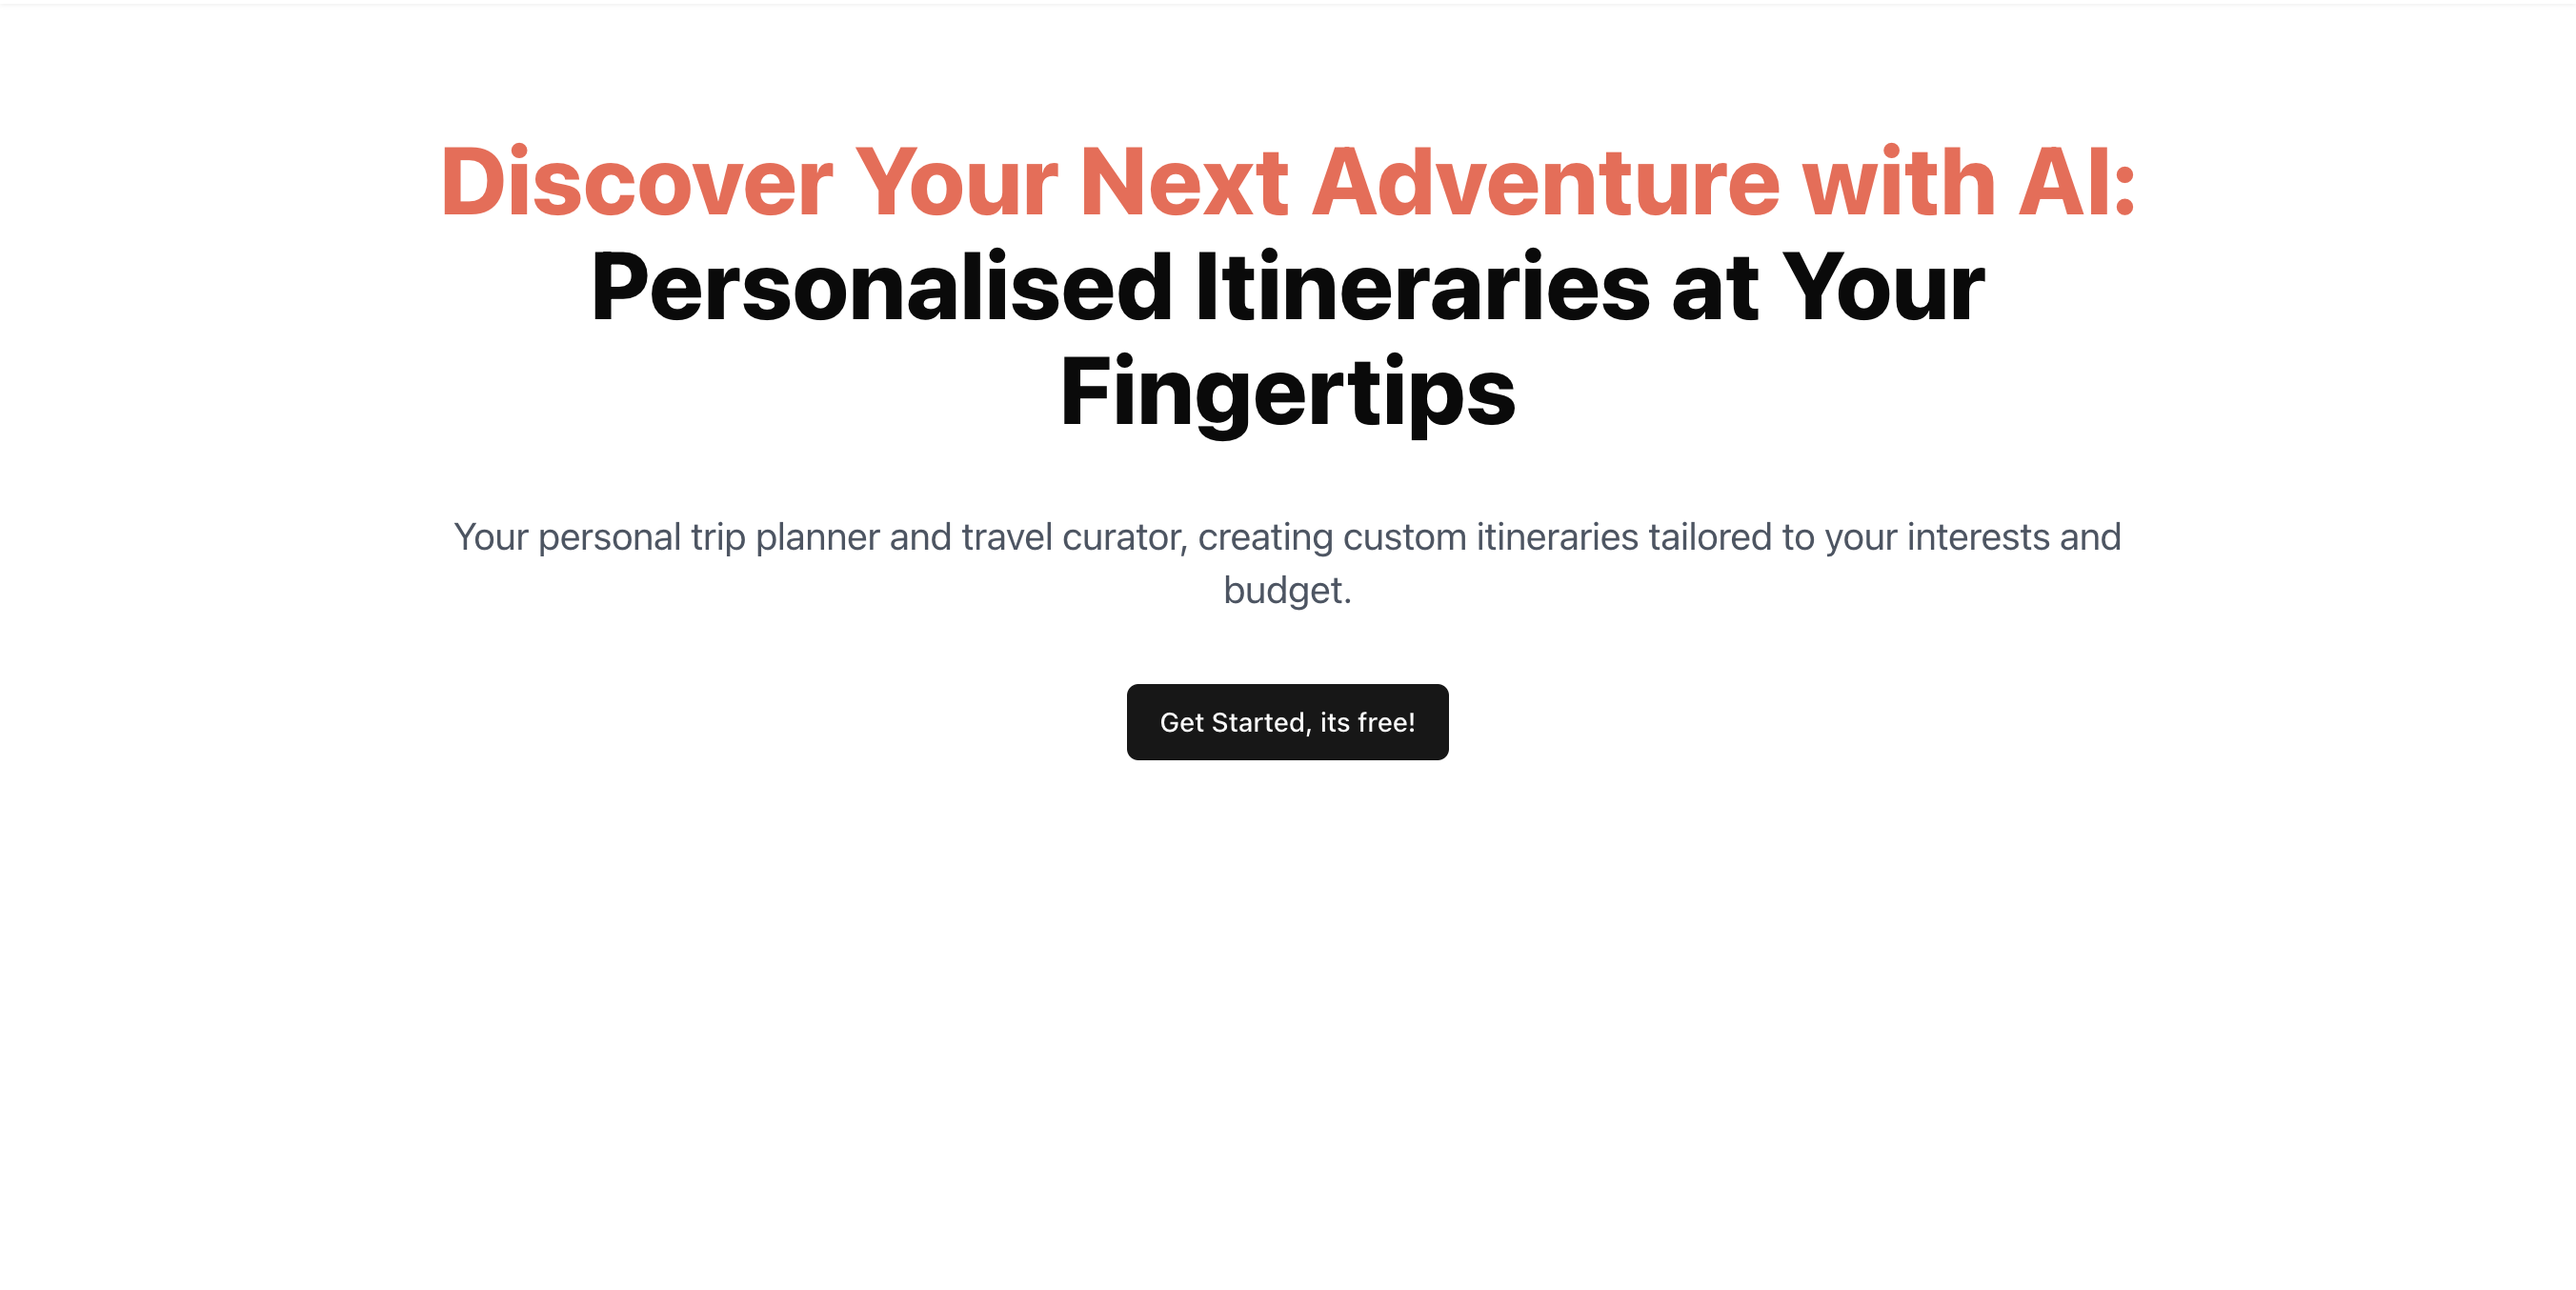 Discover Your Next Adventure with AI:
Personalised Itineraries at Your
Fingertips
Your personal trip planner and travel curator, creating custom itineraries tailored to your interests and
budget.
Get Started, its free!